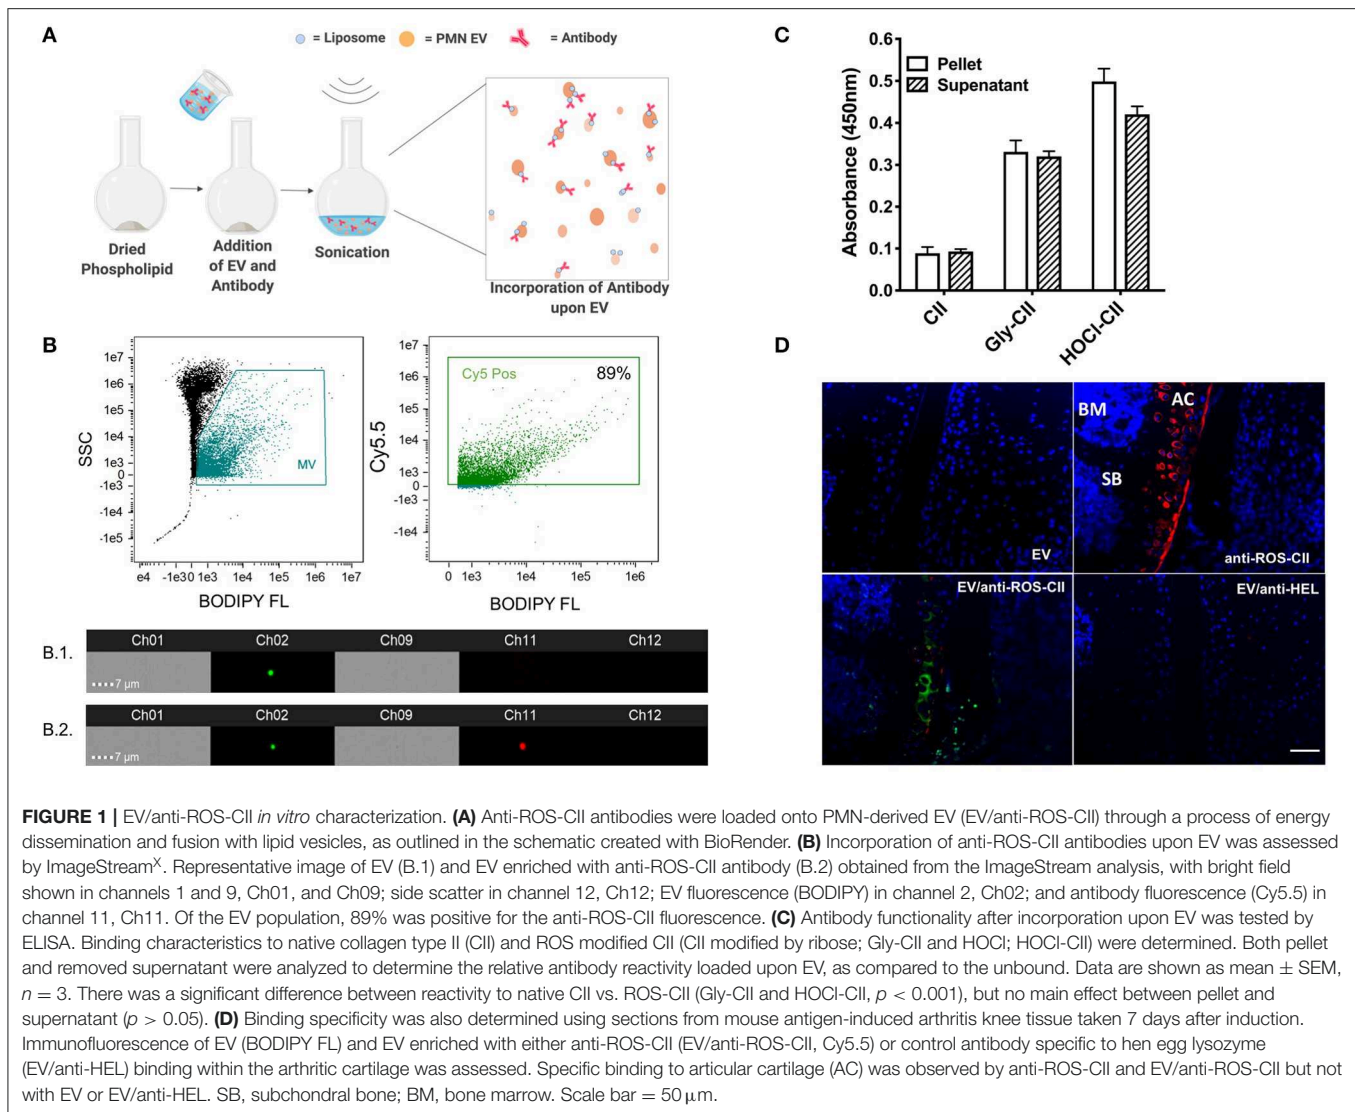 A
= Liposome
= PMN EV
= Antibody
Dried
Phospholipid
Addition
of EV and
Antibody
Sonication
Incorporation of Antibody
upon EV
C
Absorbance (450nm)
0.6
0.5
0.4
0.3
0.2
0.1
0.0
Pellet
Supenatant
CII
Gly-CII
HOCl-CII
B
SSC
1e7
1e6
1e5
1e4
1e3
0
-1e3
-1e4
-1e5
MV
e4 -1e30 1e3 1e4 1e5 1e6 1e7
BODIPY FL
Cy5.5
1e7
1e6
1e5
1e4
1e3
0
-1e3
-1e4
Cy5 Pos
89%
0 1e3 1e4 1e5 1e6
BODIPY FL
B.1.
Ch01 Ch02 Ch09 Ch11 Ch12
7 μm
B.2.
Ch01 Ch02 Ch09 Ch11 Ch12
7 μm
D
EV
BM
AC
SB
anti-ROS-CII
EV/anti-ROS-CII
EV/anti-HEL
FIGURE 1 | EV/anti-ROS-CII in vitro characterization. (A) Anti-ROS-CII antibodies were loaded onto PMN-derived EV (EV/anti-ROS-CII) through a process of energy
dissemination and fusion with lipid vesicles, as outlined in the schematic created with BioRender. (B) Incorporation of anti-ROS-CII antibodies upon EV was assessed
by ImageStreamX. Representative image of EV (B.1) and EV enriched with anti-ROS-CII antibody (B.2) obtained from the ImageStream analysis, with bright field
shown in channels 1 and 9, Ch01, and Ch09; side scatter in channel 12, Ch12; EV fluorescence (BODIPY) in channel 2, Ch02; and antibody fluorescence (Cy5.5) in
channel 11, Ch11. Of the EV population, 89% was positive for the anti-ROS-CII fluorescence. (C) Antibody functionality after incorporation upon EV was tested by
ELISA. Binding characteristics to native collagen type II (CII) and ROS modified CII (CII modified by ribose; Gly-CII and HOCl; HOCl-CII) were determined. Both pellet
and removed supernatant were analyzed to determine the relative antibody reactivity loaded upon EV, as compared to the unbound. Data are shown as mean ± SEM,
n = 3. There was a significant difference between reactivity to native CII vs. ROS-CII (Gly-CII and HOCl-CII, p < 0.001), but no main effect between pellet and
supernatant (p > 0.05). (D) Binding specificity was also determined using sections from mouse antigen-induced arthritis knee tissue taken 7 days after induction.
Immunofluorescence of EV (BODIPY FL) and EV enriched with either anti-ROS-CII (EV/anti-ROS-CII, Cy5.5) or control antibody specific to hen egg lysozyme
(EV/anti-HEL) binding within the arthritic cartilage was assessed. Specific binding to articular cartilage (AC) was observed by anti-ROS-CII and EV/anti-ROS-CII but not
with EV or EV/anti-HEL. SB, subchondral bone; BM, bone marrow. Scale bar = 50 μm.